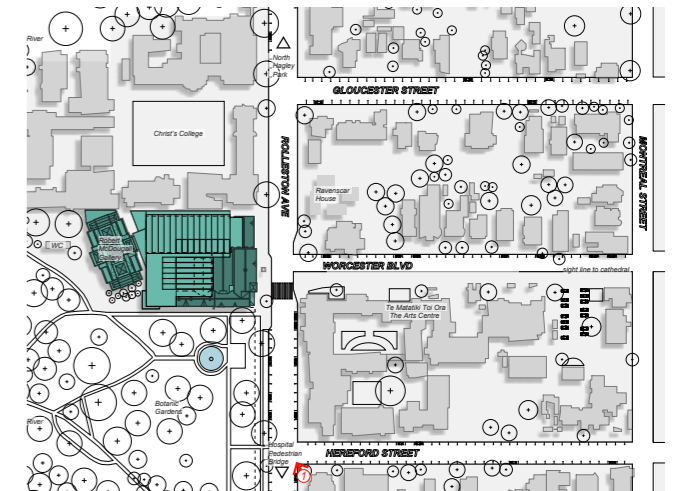 River
North
Hagley
Park
GLOUCESTER STREET
Christ's College
ROLLESTON AVE
MONTREAL STREET
Ravenscar
House
WC
Robert
McDougall
Gallery
WORCESTER BLVD
sight line to cathedral
Te Matatiki Toi Ora
The Arts Centre
Botanic
Gardens
River
Hospital
Pedestrian
Bridge
HEREFORD STREET